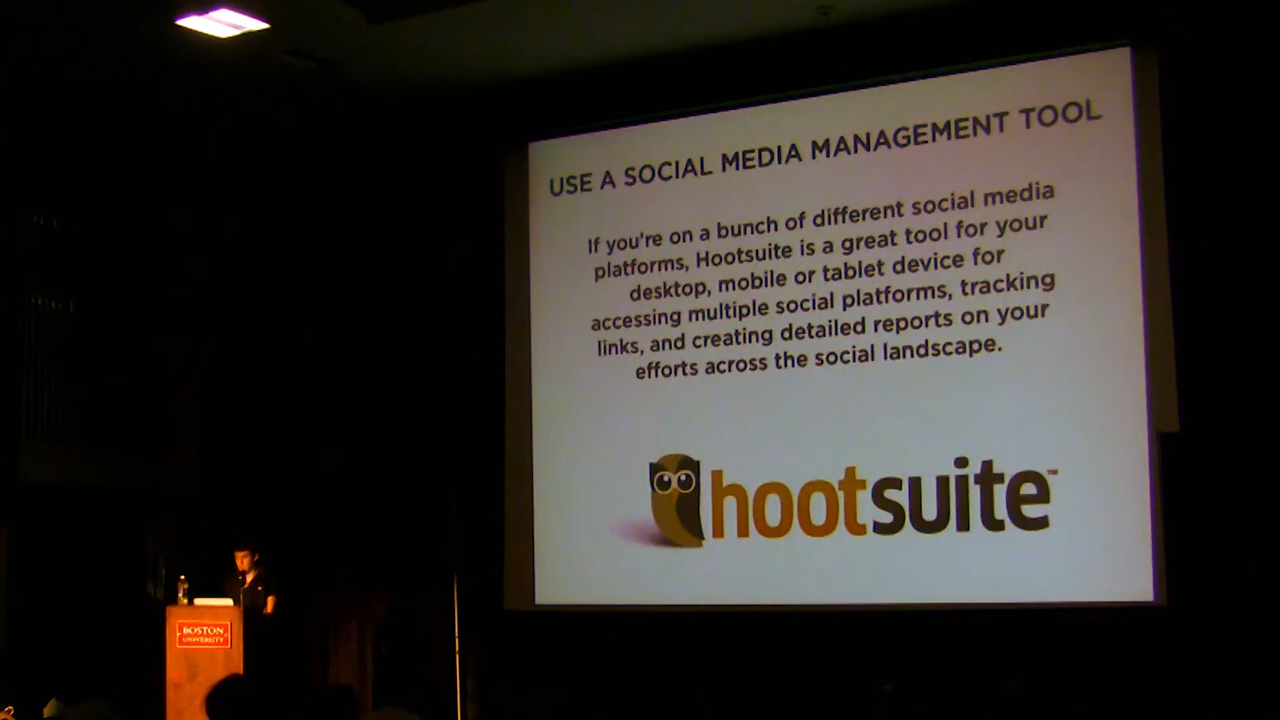 USE A SOCIAL MEDIA MANAGEMENT TOOL
If you're on a bunch of different social media
platforms, Hootsuite is a great tool for your
desktop, mobile or tablet device for
accessing multiple social platforms, tracking
links, and creating detailed reports on your
efforts across the social landscape.
hootsuite™
BOSTON
UNIVERSITY